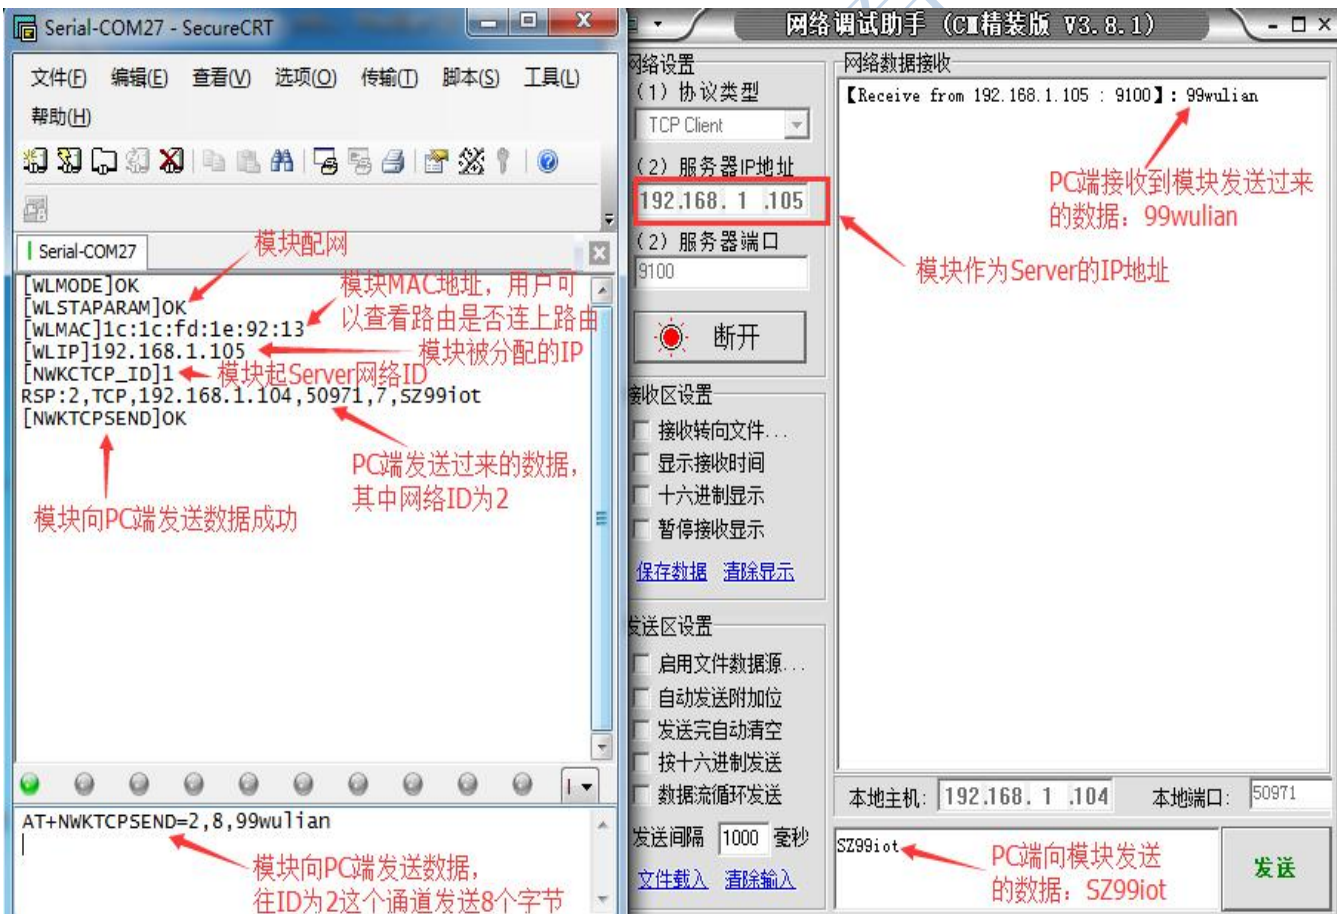 Serial-COM27 - SecureCRT
文件(F) 编辑(E) 查看(V) 选项(O) 传输(T) 脚本(S) 工具(L)
帮助(H)
Serial-COM27
模块配网
[WLMODE]OK
[WLSTAPARAM]OK
[WLMAC]1c:1c:fd:1e:92:13
[WLIP]192.168.1.105
[NWKCTCP_ID]1
RSP:2,TCP,192.168.1.104,50971,7,SZ99iot
[NWKTCPSEND]OK
模块MAC地址，用户可
以查看路由是否连上路由
模块被分配的IP
模块起Server网络ID
PC端发送过来的数据，
其中网络ID为2
模块向PC端发送数据成功
AT+NWKTCPSEND=2,8,99wulian
模块向PC端发送数据，
往ID为2这个通道发送8个字节
网络调试助手 (CM精装版 V3.8.1)
网络设置
(1) 协议类型
TCP Client
(2) 服务器IP地址
192.168. 1 .105
(2) 服务器端口
9100
断开
接收区设置
接收转向文件...
显示接收时间
十六进制显示
暂停接收显示
保存数据 清除显示
发送区设置
启用文件数据源...
自动发送附加位
发送完自动清空
按十六进制发送
数据流循环发送
发送间隔 1000 毫秒
文件载入 清除输入
网络数据接收
【Receive from 192.168.1.105 : 9100】: 99wulian
PC端接收到模块发送过来
的数据：99wulian
模块作为Server的IP地址
本地主机: 192.168. 1 .104 本地端口: 50971
SZ99iot
PC端向模块发送
的数据：SZ99iot
发送